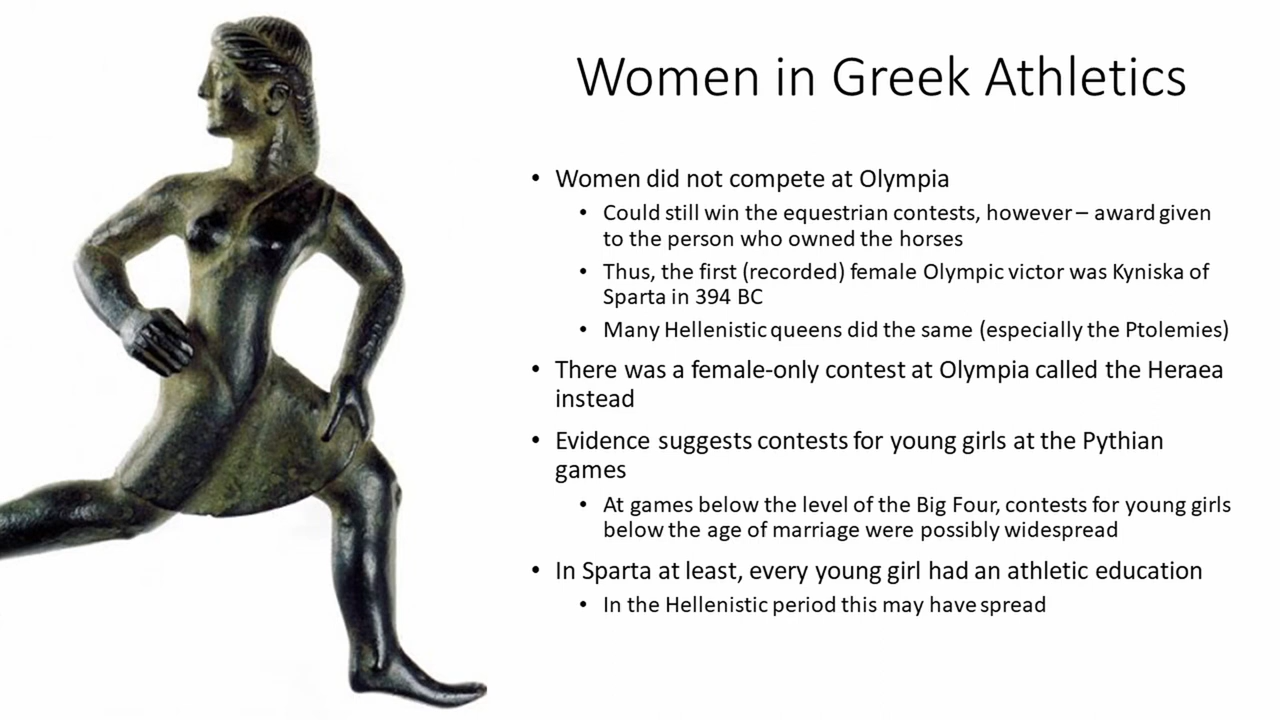 Women in Greek Athletics
• Women did not compete at Olympia
• Could still win the equestrian contests, however – award given
to the person who owned the horses
• Thus, the first (recorded) female Olympic victor was Kyniska of
Sparta in 394 BC
• Many Hellenistic queens did the same (especially the Ptolemies)
• There was a female-only contest at Olympia called the Heraea
instead
• Evidence suggests contests for young girls at the Pythian
games
• At games below the level of the Big Four, contests for young girls
below the age of marriage were possibly widespread
• In Sparta at least, every young girl had an athletic education
• In the Hellenistic period this may have spread